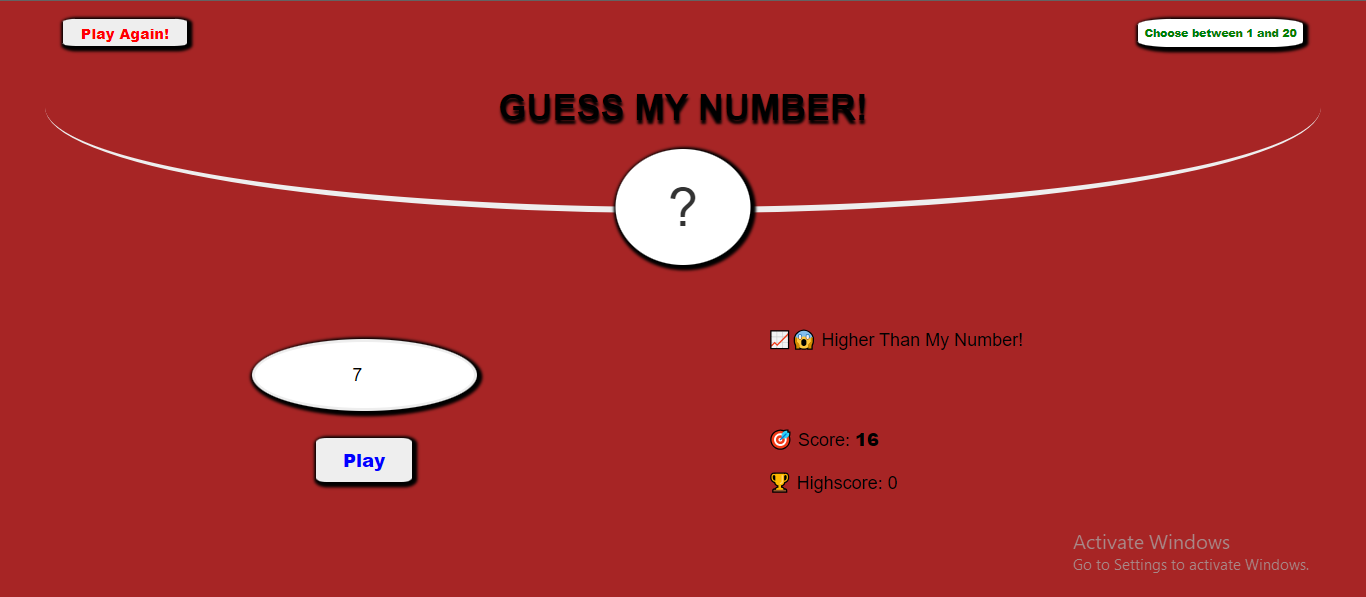 Play Again!
Choose between 1 and 20
GUESS MY NUMBER!
?
📈😱 Higher Than My Number!
7
🎯 Score: 16
Play
🏆 Highscore: 0
Activate Windows
Go to Settings to activate Windows.